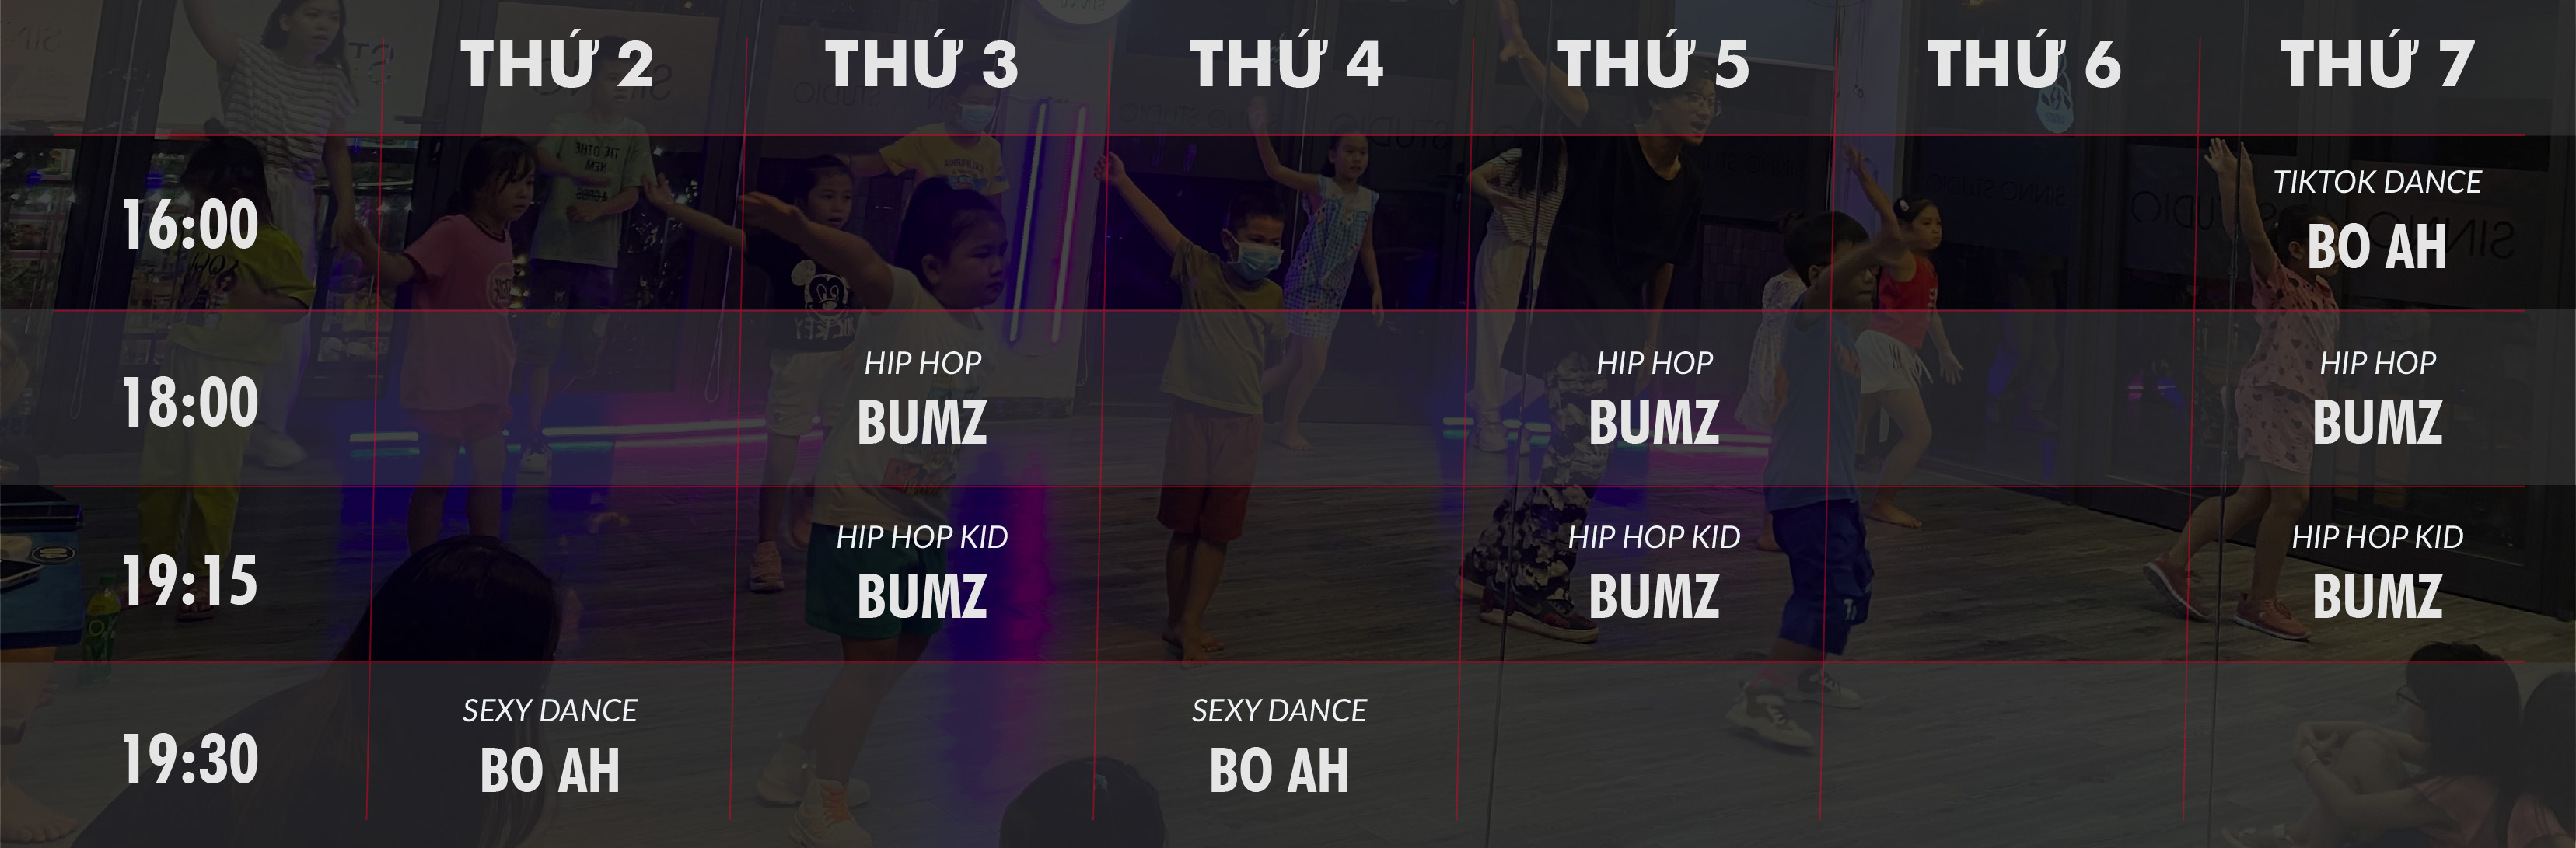 THỨ 2 THỨ 3 THỨ 4 THỨ 5 THỨ 6 THỨ 7
16:00
TIKTOK DANCE
BO AH
18:00
HIP HOP HIP HOP HIP HOP
BUMZ BUMZ BUMZ
19:15
HIP HOP KID HIP HOP KID HIP HOP KID
BUMZ BUMZ BUMZ
19:30
SEXY DANCE SEXY DANCE
BO AH BO AH